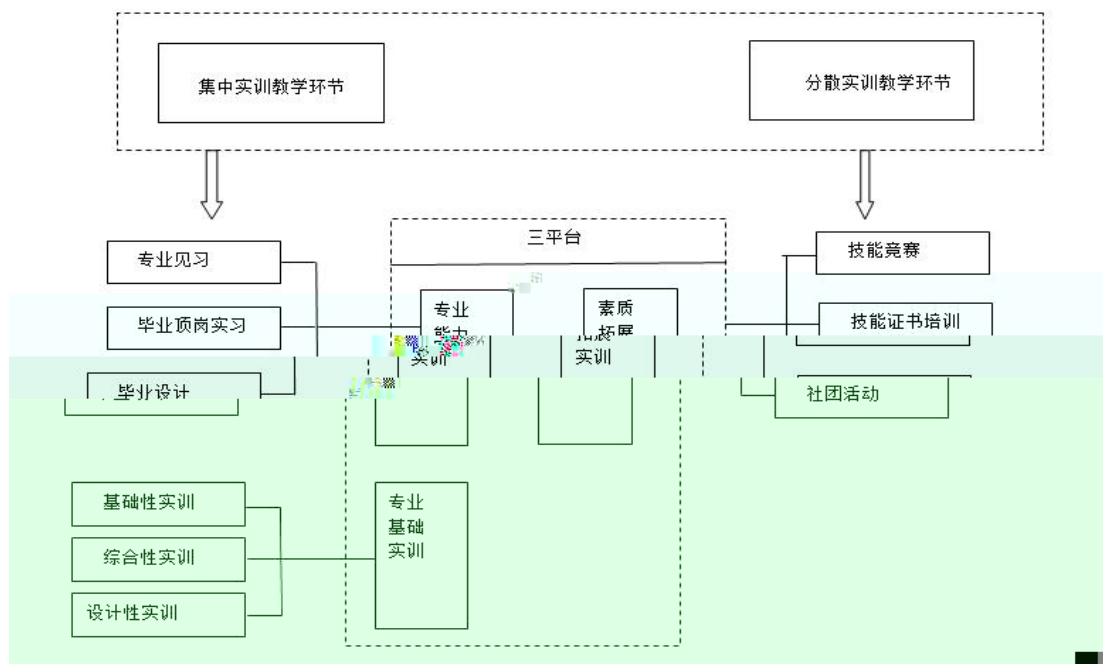 集中实训教学环节
分散实训教学环节
三平台
专业见习
毕业顶岗实习
毕业设计
专业
能力
实训
素质
拓展
实训
技能竞赛
技能证书培训
社团活动
基础性实训
综合性实训
设计性实训
专业
基础
实训